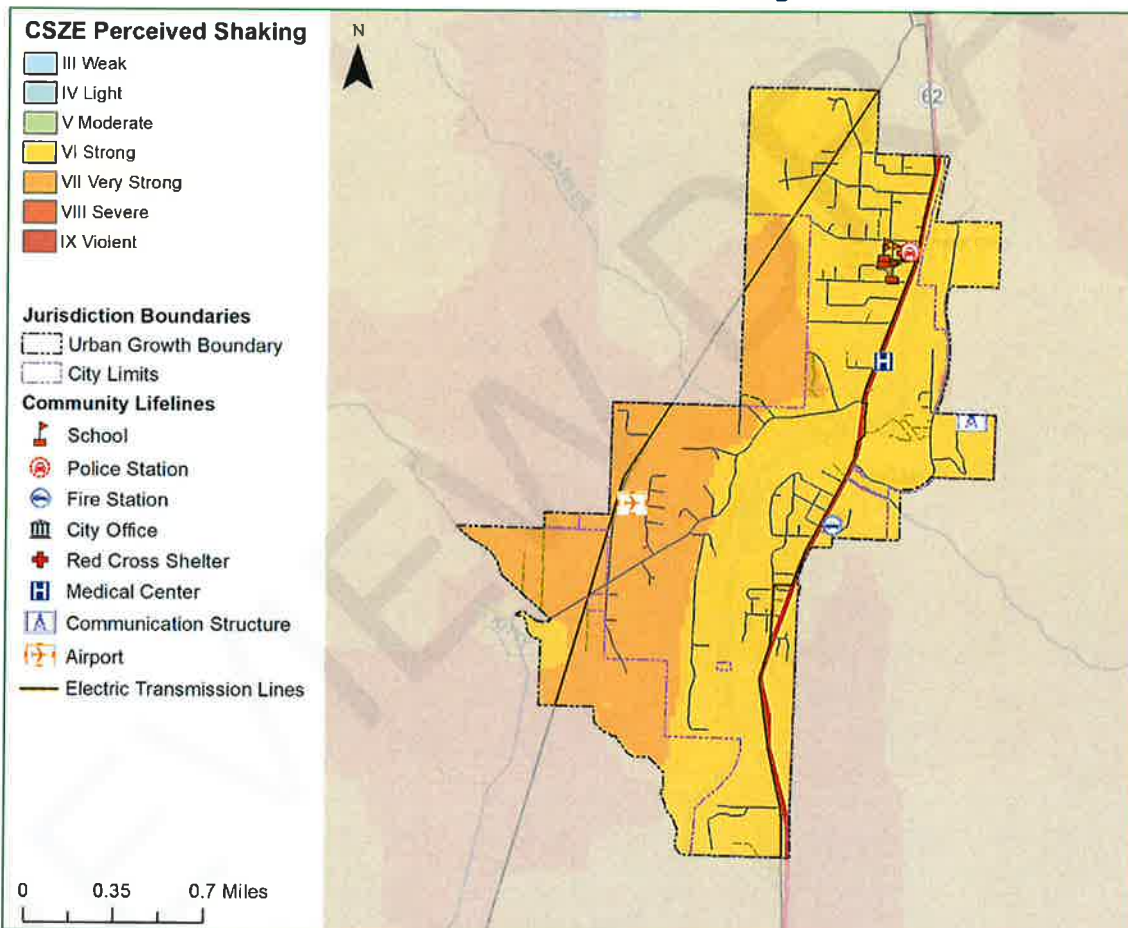 CSZE Perceived Shaking
III Weak
IV Light
V Moderate
VI Strong
VII Very Strong
VIII Severe
IX Violent
Jurisdiction Boundaries
Urban Growth Boundary
City Limits
Community Lifelines
School
Police Station
Fire Station
City Office
Red Cross Shelter
H Medical Center
A Communication Structure
Airport
Electric Transmission Lines
0 0.35 0.7 Miles
N
62
H
A